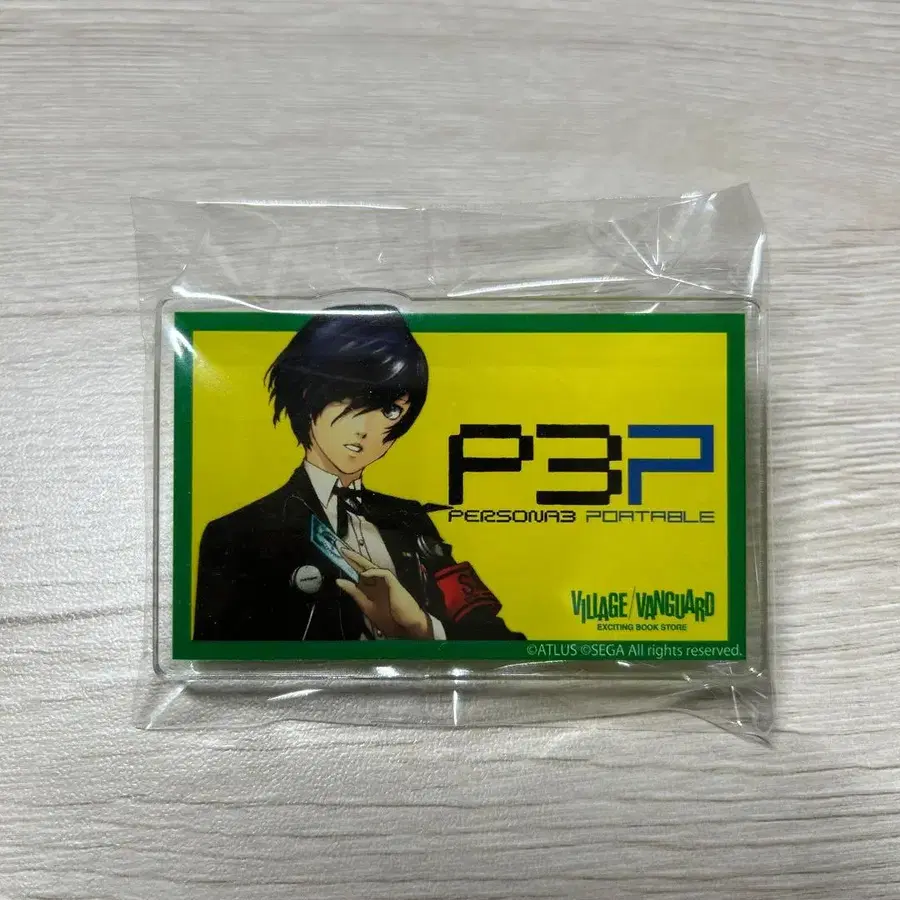 P3P
PERSONA3 PORTABLE
S
VILLAGE/VANGUARD
EXCITING BOOK STORE
©ATLUS ©SEGA All rights reserved.